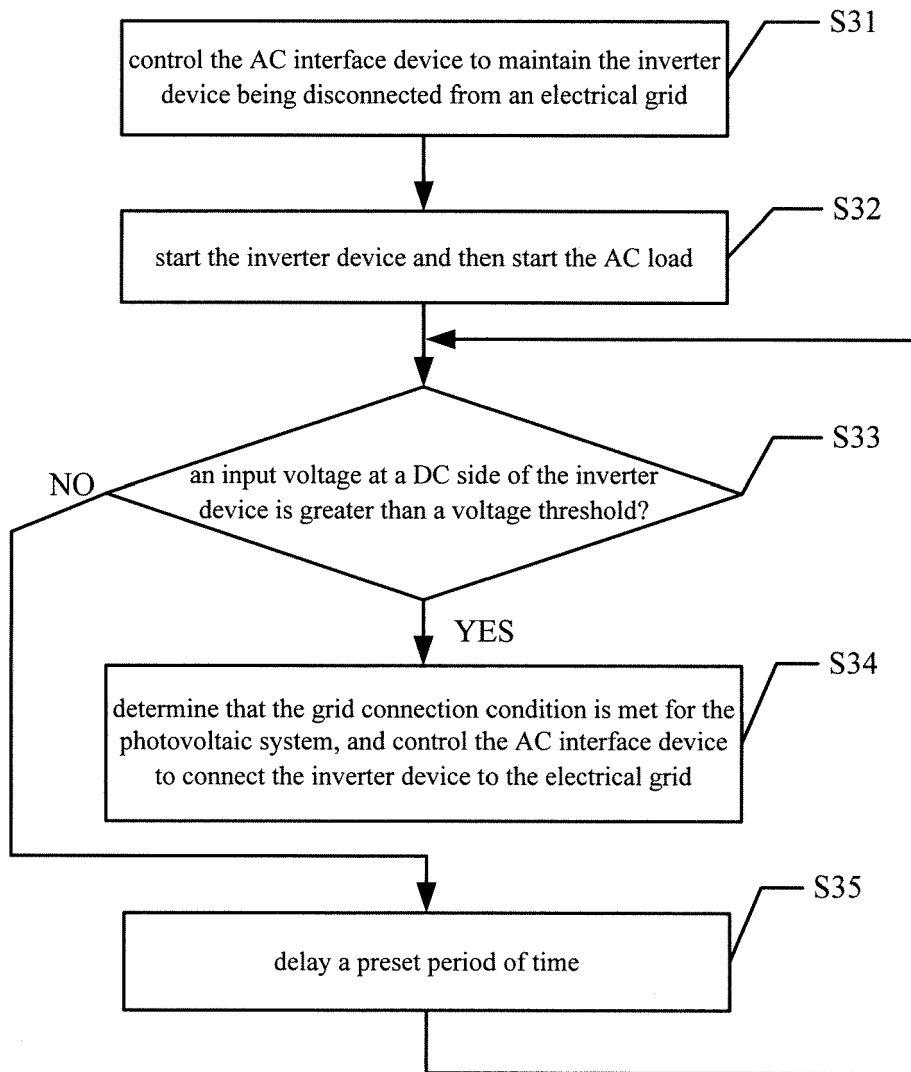 S31
control the AC interface device to maintain the inverter
device being disconnected from an electrical grid
S32
start the inverter device and then start the AC load
S33
NO
an input voltage at a DC side of the inverter
device is greater than a voltage threshold?
YES
S34
determine that the grid connection condition is met for the
photovoltaic system, and control the AC interface device
to connect the inverter device to the electrical grid
S35
delay a preset period of time